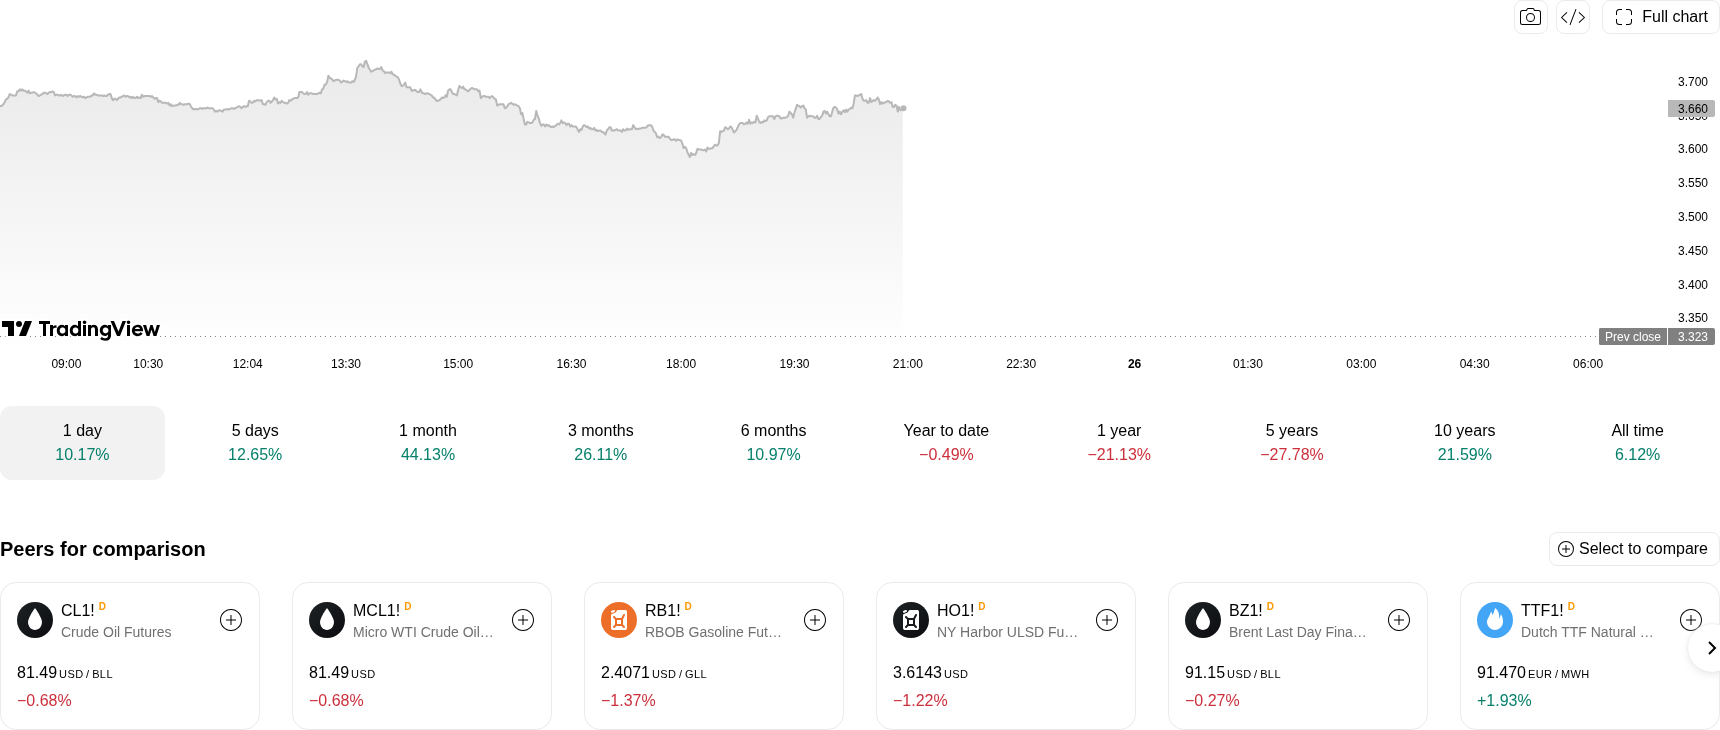 Full chart
3.700
3.660
3.600
3.550
3.500
3.450
3.400
3.350
TradingView
Prev close 3.323
09:00 10:30 12:04 13:30 15:00 16:30 18:00 19:30 21:00 22:30 26 01:30 03:00 04:30 06:00
1 day 5 days 1 month 3 months 6 months Year to date 1 year 5 years 10 years All time
10.17% 12.65% 44.13% 26.11% 10.97% −0.49% −21.13% −27.78% 21.59% 6.12%
Peers for comparison
Select to compare
CL1! D
Crude Oil Futures
81.49 USD / BLL
−0.68%
MCL1! D
Micro WTI Crude Oil…
81.49 USD
−0.68%
RB1! D
RBOB Gasoline Fut…
2.4071 USD / GLL
−1.37%
HO1! D
NY Harbor ULSD Fu…
3.6143 USD
−1.22%
BZ1! D
Brent Last Day Fina…
91.15 USD / BLL
−0.27%
TTF1! D
Dutch TTF Natural …
91.470 EUR / MWH
+1.93%